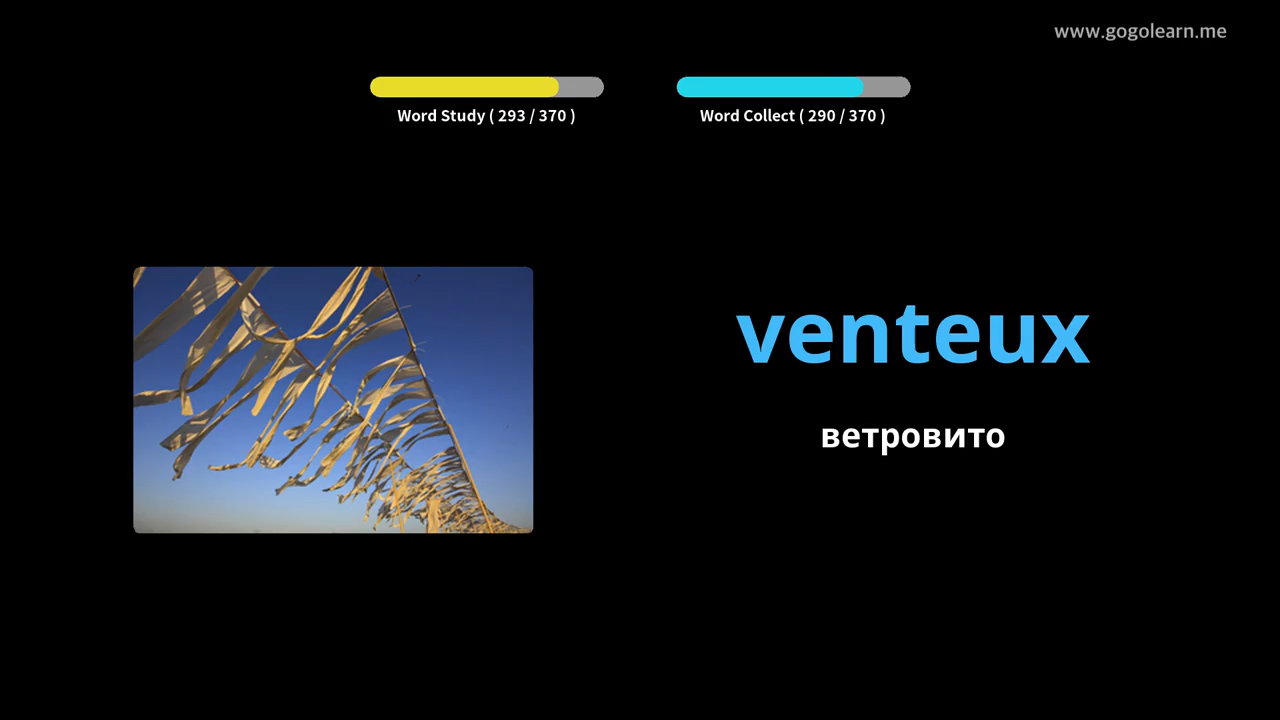 www.gogolearn.me
Word Study ( 293 / 370 )
Word Collect ( 290 / 370 )
venteux
ветровито